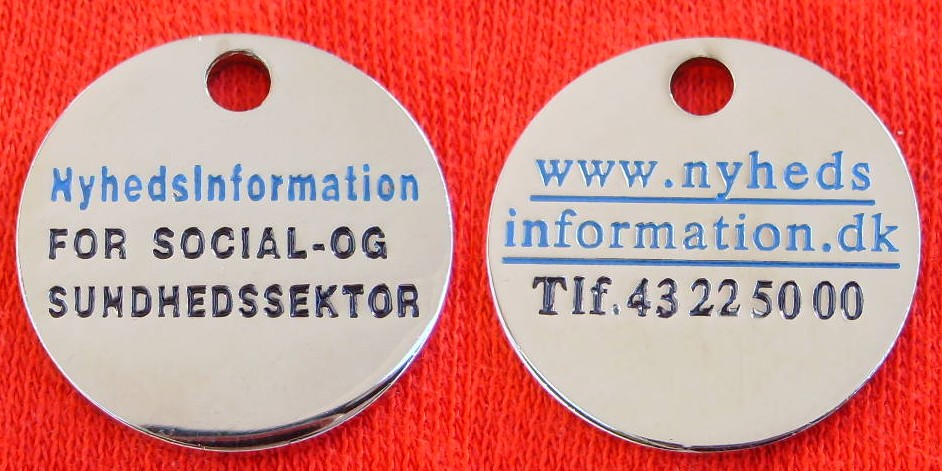 NyhedsInformation
FOR SOCIAL-OG
SUNDHEDSSEKTOR
www.nyheds
information.dk
Tlf. 43 22 50 00